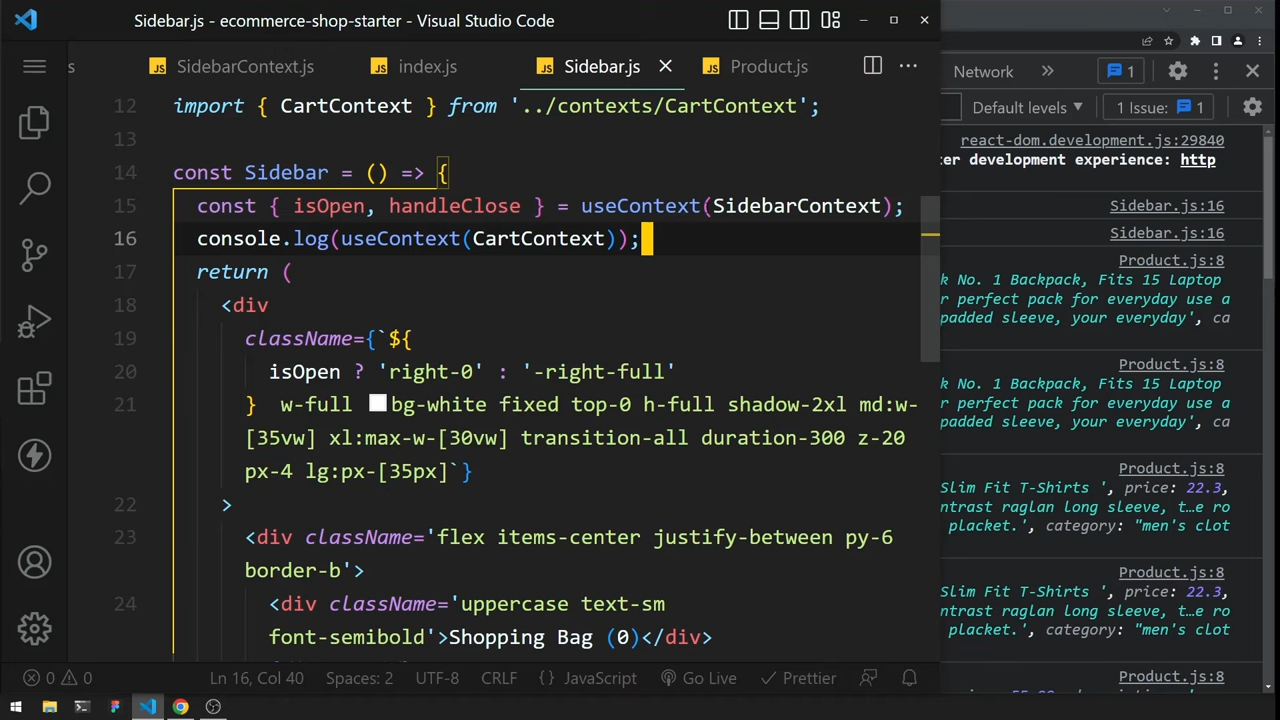 Sidebar.js - ecommerce-shop-starter - Visual Studio Code
s
JS SidebarContext.js
JS index.js
JS Sidebar.js
JS Product.js
12 import { CartContext } from '../contexts/CartContext';
13
14 const Sidebar = () => {
15 const { isOpen, handleClose } = useContext(SidebarContext);
16 console.log(useContext(CartContext));
17 return (
18 <div
19 className={`${
20 isOpen ? 'right-0' : '-right-full'
21 } w-full bg-white fixed top-0 h-full shadow-2xl md:w-
[35vw] xl:max-w-[30vw] transition-all duration-300 z-20
px-4 lg:px-[35px]`}
22 >
23 <div className='flex items-center justify-between py-6
border-b'>
24 <div className='uppercase text-sm
font-semibold'>Shopping Bag (0)</div>
0 0 Ln 16, Col 40 Spaces: 2 UTF-8 CRLF {} JavaScript Go Live Prettier
Network » 1
Default levels 1 Issue: 1
react-dom.development.js:29840
ter development experience: http
Sidebar.js:16
Sidebar.js:16
Product.js:8
k No. 1 Backpack, Fits 15 Laptop
r perfect pack for everyday use a
padded sleeve, your everyday', ca
Product.js:8
k No. 1 Backpack, Fits 15 Laptop
r perfect pack for everyday use a
padded sleeve, your everyday', ca
Product.js:8
Slim Fit T-Shirts ', price: 22.3,
ntrast raglan long sleeve, t…e ro
placket.', category: "men's clot
Product.js:8
Slim Fit T-Shirts ', price: 22.3,
ntrast raglan long sleeve, t…e ro
placket.', category: "men's clot
Product.js:8